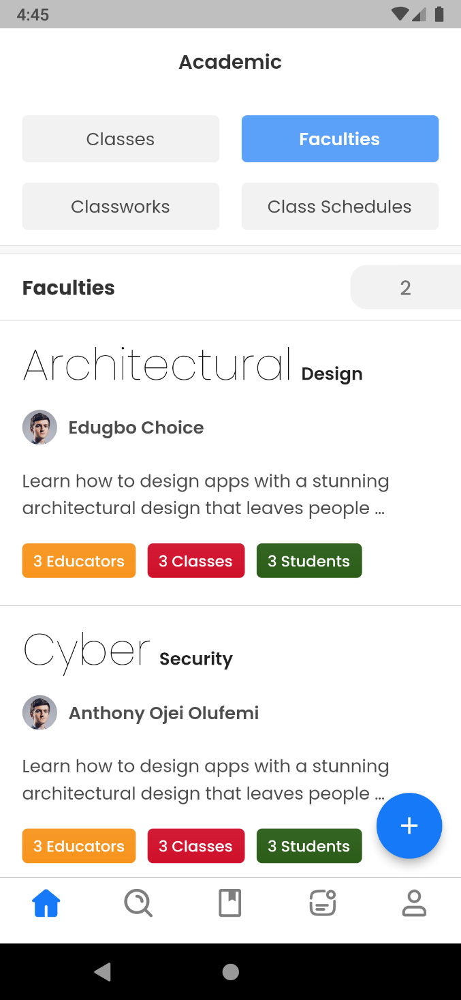 4:45
Academic
Classes
Faculties
Classworks
Class Schedules
Faculties
2
Architectural Design
Edugbo Choice
Learn how to design apps with a stunning
architectural design that leaves people ...
3 Educators
3 Classes
3 Students
Cyber Security
Anthony Ojei Olufemi
Learn how to design apps with a stunning
architectural design that leaves people ...
3 Educators
3 Classes
3 Students
+